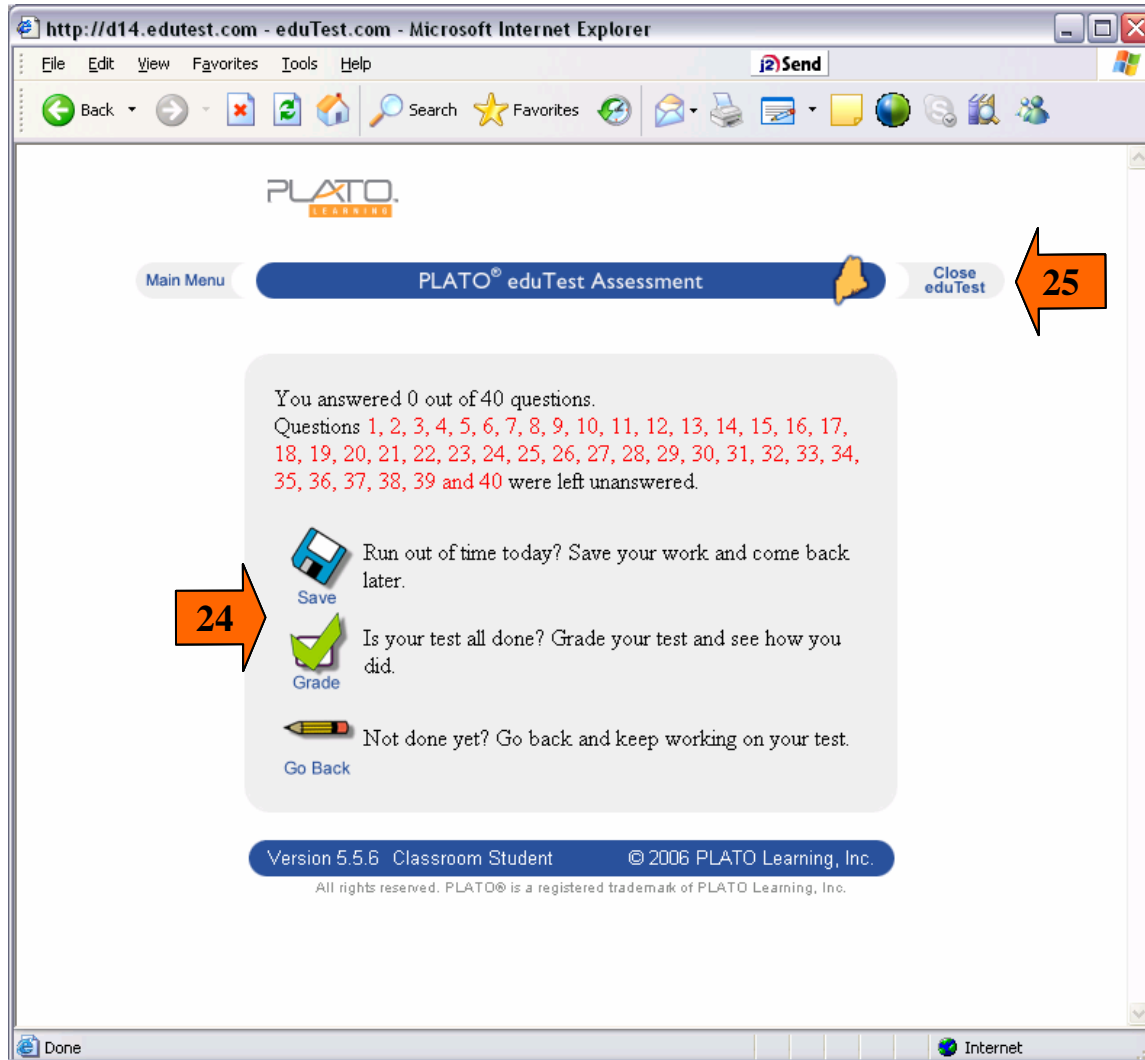 http://d14.edutest.com - eduTest.com - Microsoft Internet Explorer
File Edit View Favorites Tools Help j2 Send
Back Search Favorites
PLATO.
LEARNING
Main Menu
PLATO® eduTest Assessment
Close
eduTest
25
You answered 0 out of 40 questions.
Questions 1, 2, 3, 4, 5, 6, 7, 8, 9, 10, 11, 12, 13, 14, 15, 16, 17,
18, 19, 20, 21, 22, 23, 24, 25, 26, 27, 28, 29, 30, 31, 32, 33, 34,
35, 36, 37, 38, 39 and 40 were left unanswered.
Run out of time today? Save your work and come back
later.
Save
24
Is your test all done? Grade your test and see how you
did.
Grade
Not done yet? Go back and keep working on your test.
Go Back
Version 5.5.6 Classroom Student © 2006 PLATO Learning, Inc.
All rights reserved. PLATO® is a registered trademark of PLATO Learning, Inc.
Done Internet